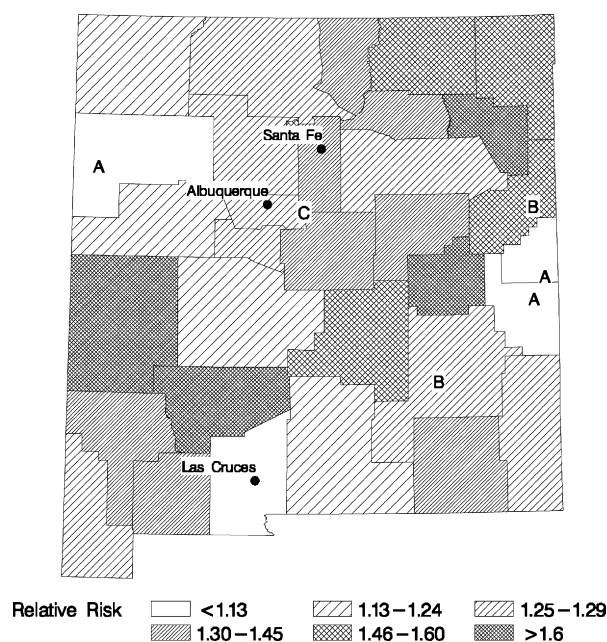 Santa Fe
A
Albuquerque
C
B
A
A
B
Las Cruces
Relative Risk <1.13 1.13-1.24 1.25-1.29
1.30-1.45 1.46-1.60 >1.6